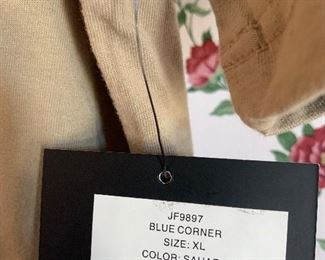 JF9897
BLUE CORNER
SIZE: XL
COLOR: